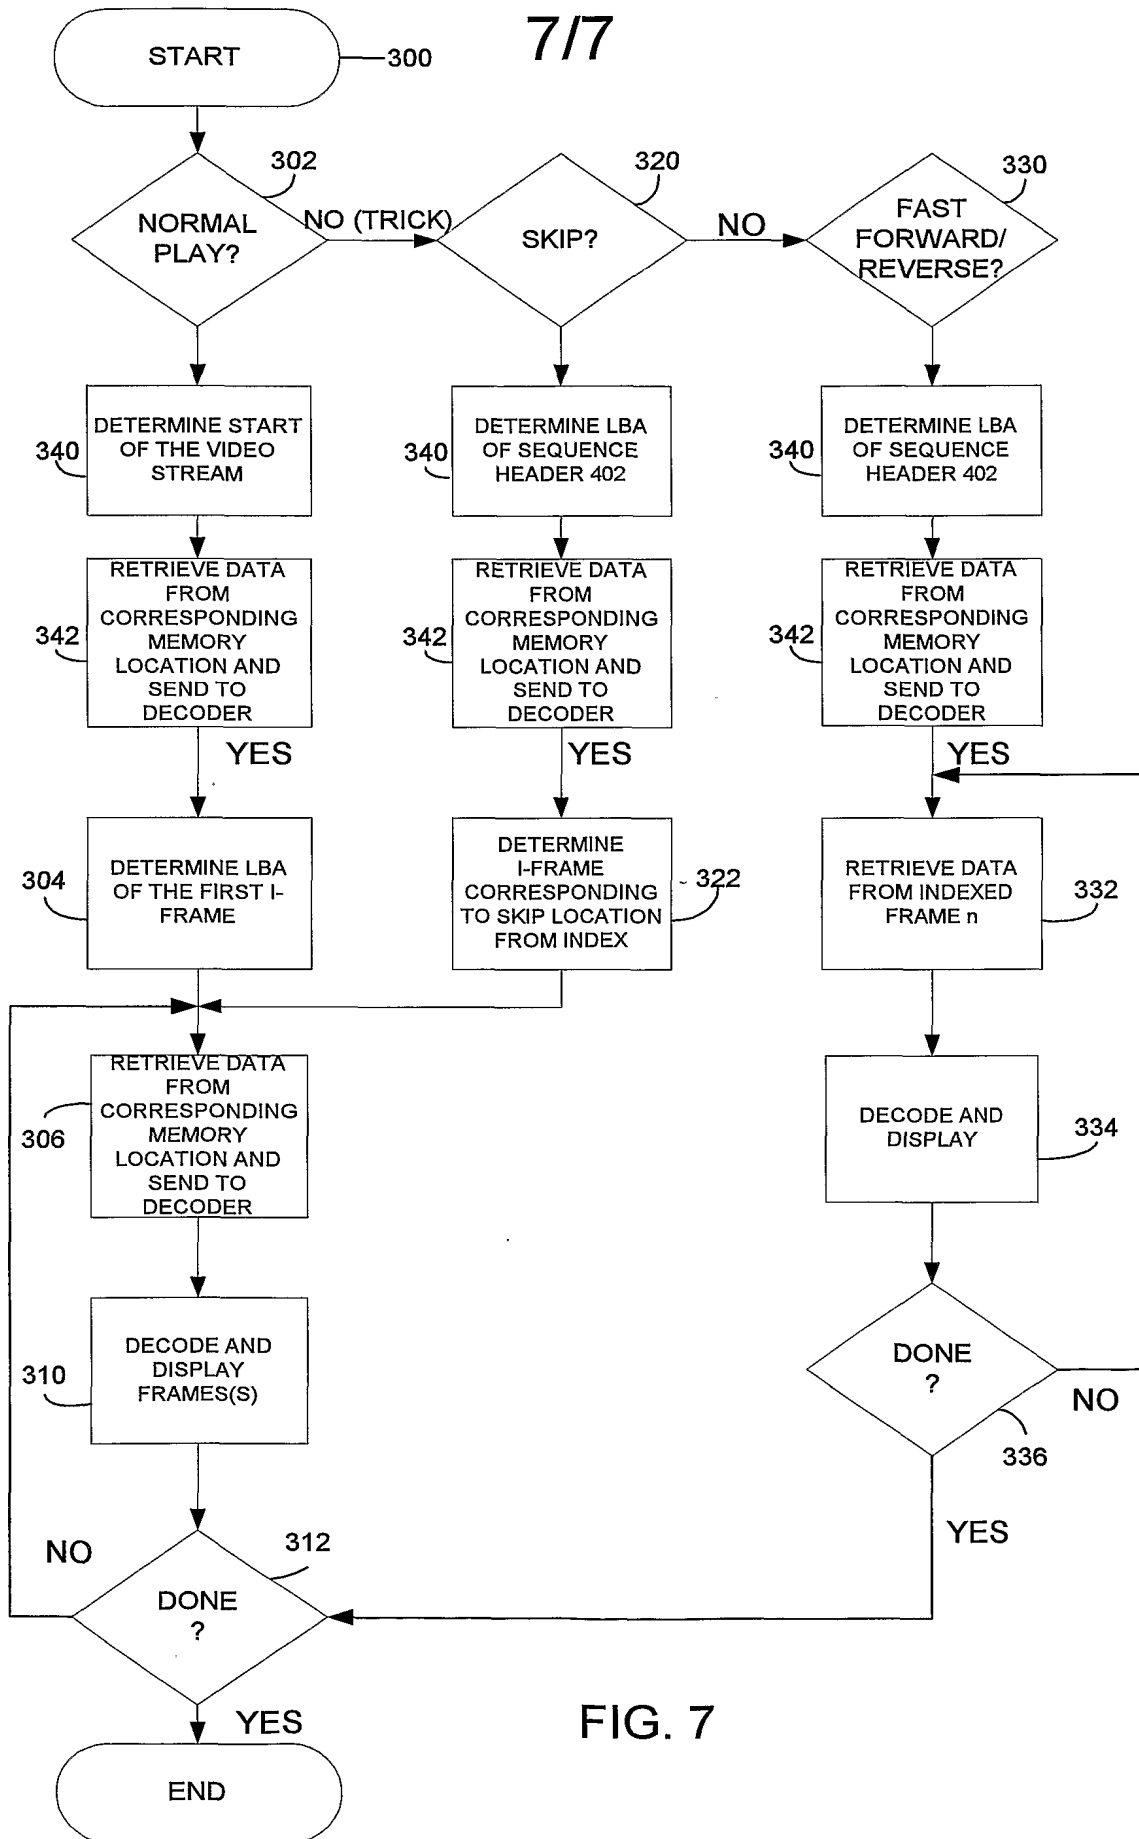 7/7
START
300
302
NORMAL
PLAY?
NO (TRICK)
320
SKIP?
NO
330
FAST
FORWARD/
REVERSE?
340
DETERMINE START
OF THE VIDEO
STREAM
340
DETERMINE LBA
OF SEQUENCE
HEADER 402
340
DETERMINE LBA
OF SEQUENCE
HEADER 402
342
RETRIEVE DATA
FROM
CORRESPONDING
MEMORY
LOCATION AND
SEND TO
DECODER
342
RETRIEVE DATA
FROM
CORRESPONDING
MEMORY
LOCATION AND
SEND TO
DECODER
342
RETRIEVE DATA
FROM
CORRESPONDING
MEMORY
LOCATION AND
SEND TO
DECODER
YES
YES
YES
304
DETERMINE LBA
OF THE FIRST I-
FRAME
DETERMINE
I-FRAME
CORRESPONDING
TO SKIP LOCATION
FROM INDEX
322
RETRIEVE DATA
FROM INDEXED
FRAME n
332
306
RETRIEVE DATA
FROM
CORRESPONDING
MEMORY
LOCATION AND
SEND TO
DECODER
DECODE AND
DISPLAY
334
310
DECODE AND
DISPLAY
FRAMES(S)
DONE
?
NO
336
YES
NO
312
DONE
?
YES
END
FIG. 7